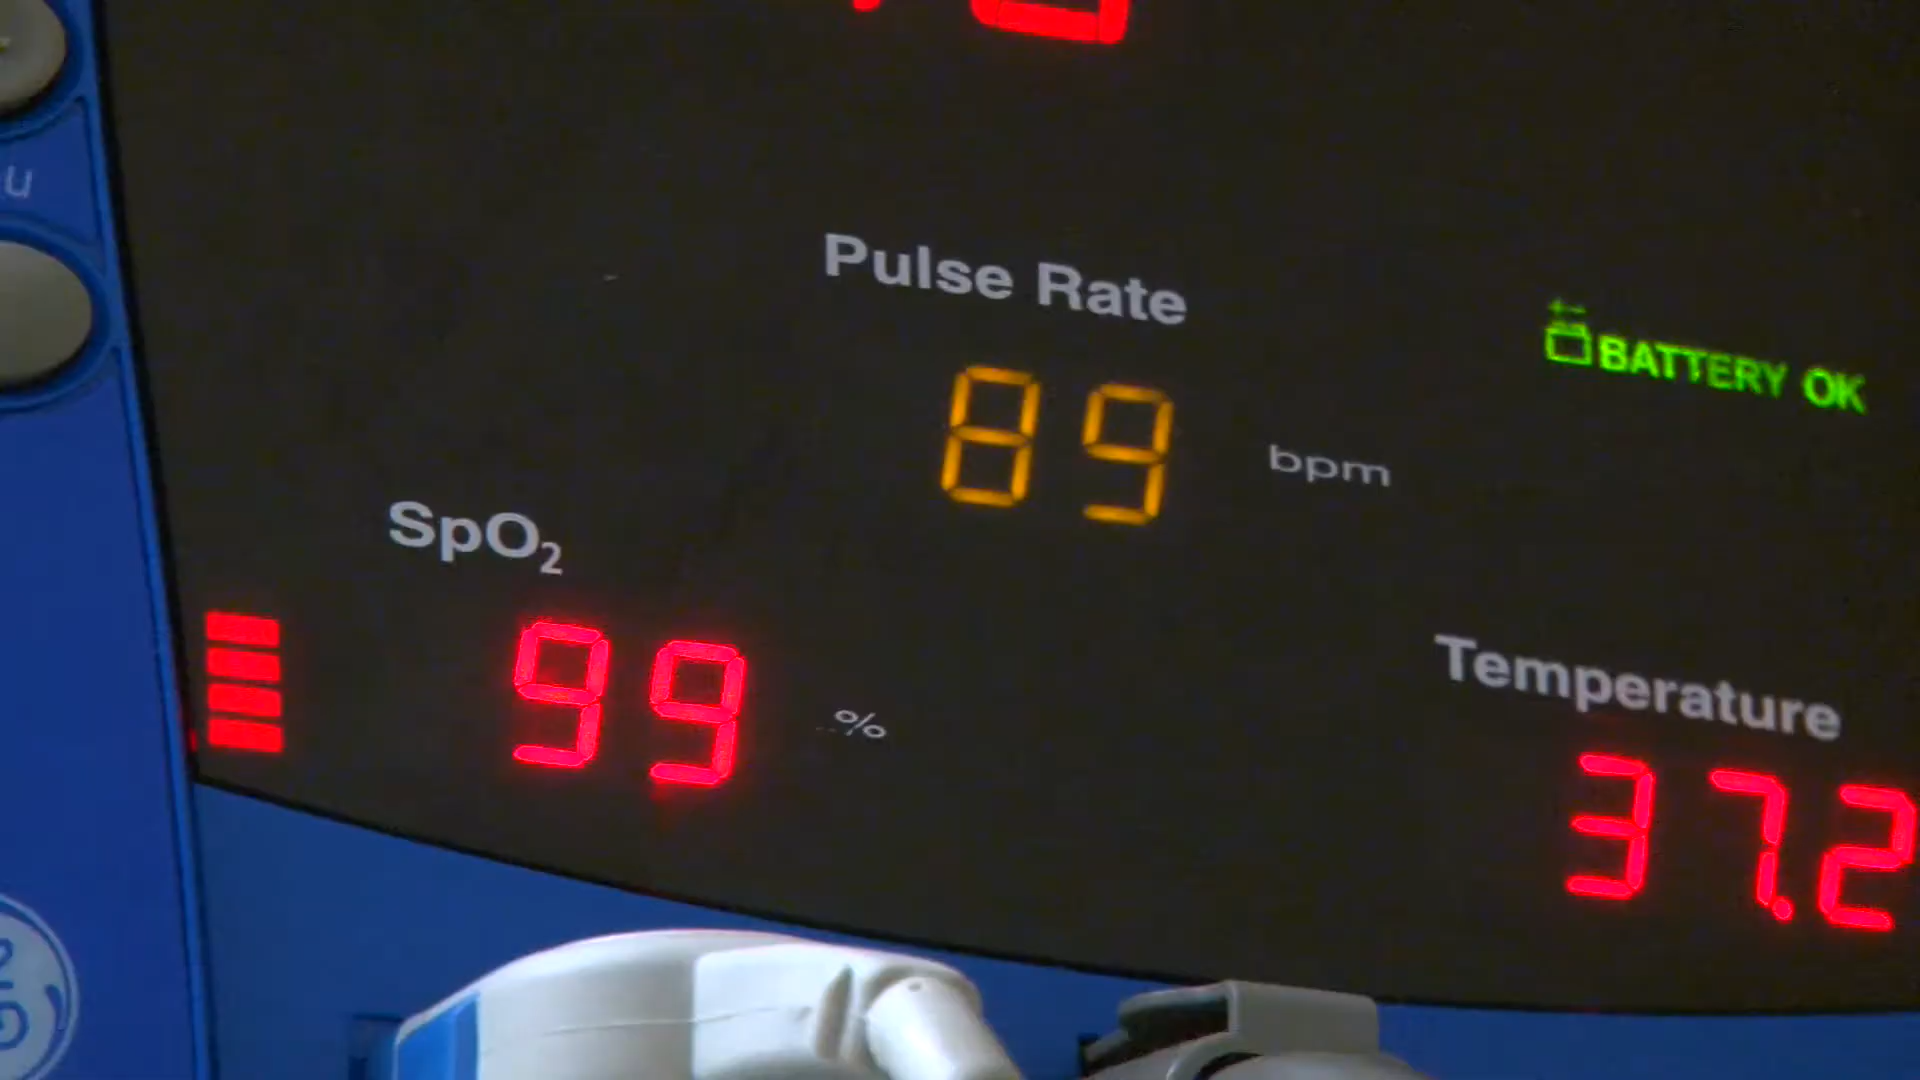 Pulse Rate
BATTERY OK
89 bpm
SpO₂
99 %
Temperature
37.2